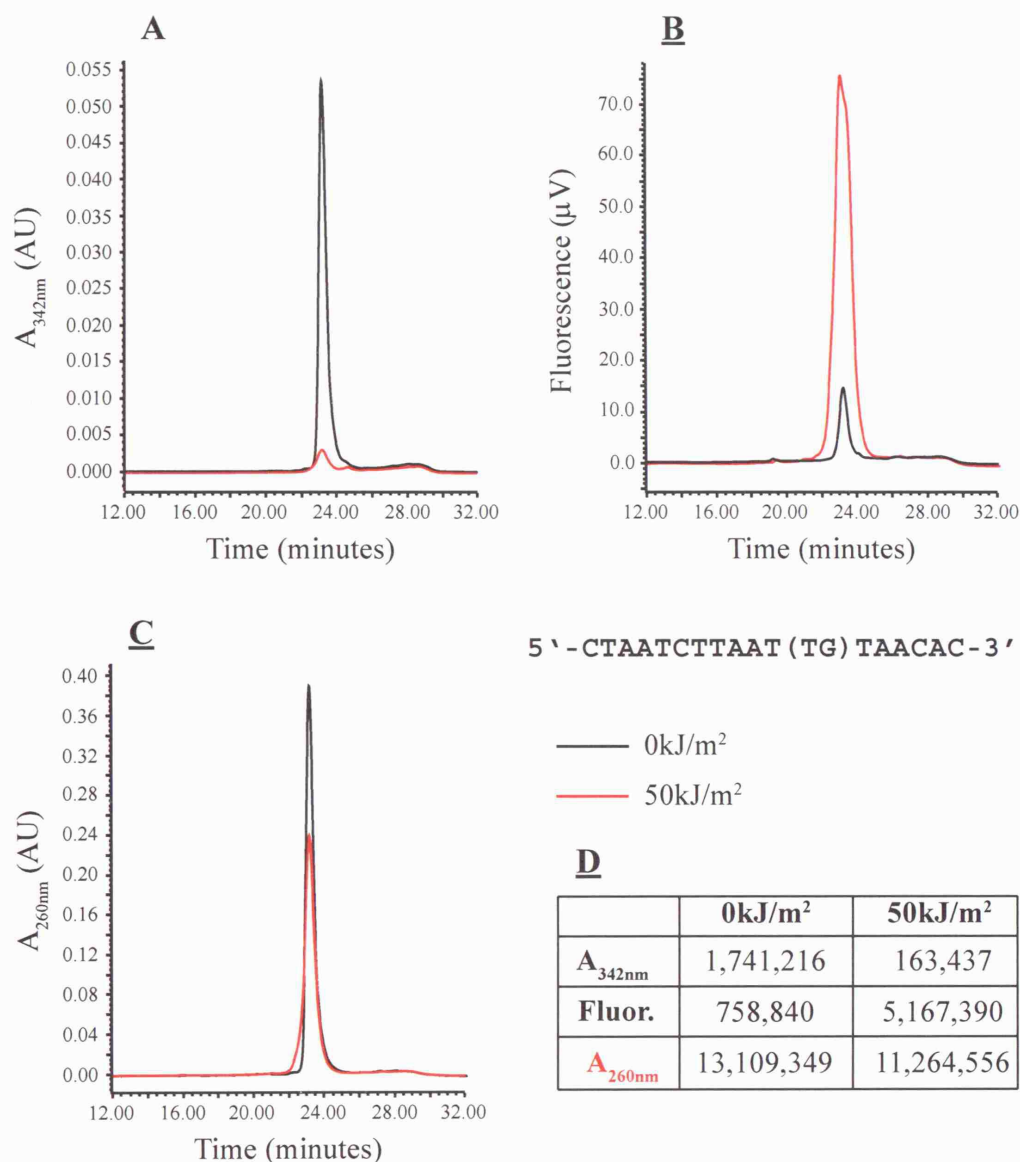 A
0.055
0.050
0.045
0.040
0.035
0.030
0.025
0.020
0.015
0.010
0.005
0.000
A342nm (AU)
12.00 16.00 20.00 24.00 28.00 32.00
Time (minutes)
B
70.0
60.0
50.0
40.0
30.0
20.0
10.0
0.0
Fluorescence (μV)
12.00 16.00 20.00 24.00 28.00 32.00
Time (minutes)
C
0.40
0.36
0.32
0.28
0.24
0.20
0.16
0.12
0.08
0.04
0.00
A260nm (AU)
12.00 16.00 20.00 24.00 28.00 32.00
Time (minutes)
5‘-CTAATCTTAAT(TG)TAACAC-3’
0kJ/m²
50kJ/m²
D
0kJ/m² 50kJ/m²
A342nm 1,741,216 163,437
Fluor. 758,840 5,167,390
A260nm 13,109,349 11,264,556